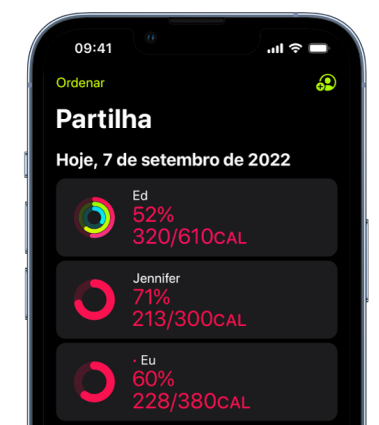 09:41
Ordenar
Partilha
Hoje, 7 de setembro de 2022
Ed
52%
320/610CAL
Jennifer
71%
213/300CAL
· Eu
60%
228/380CAL